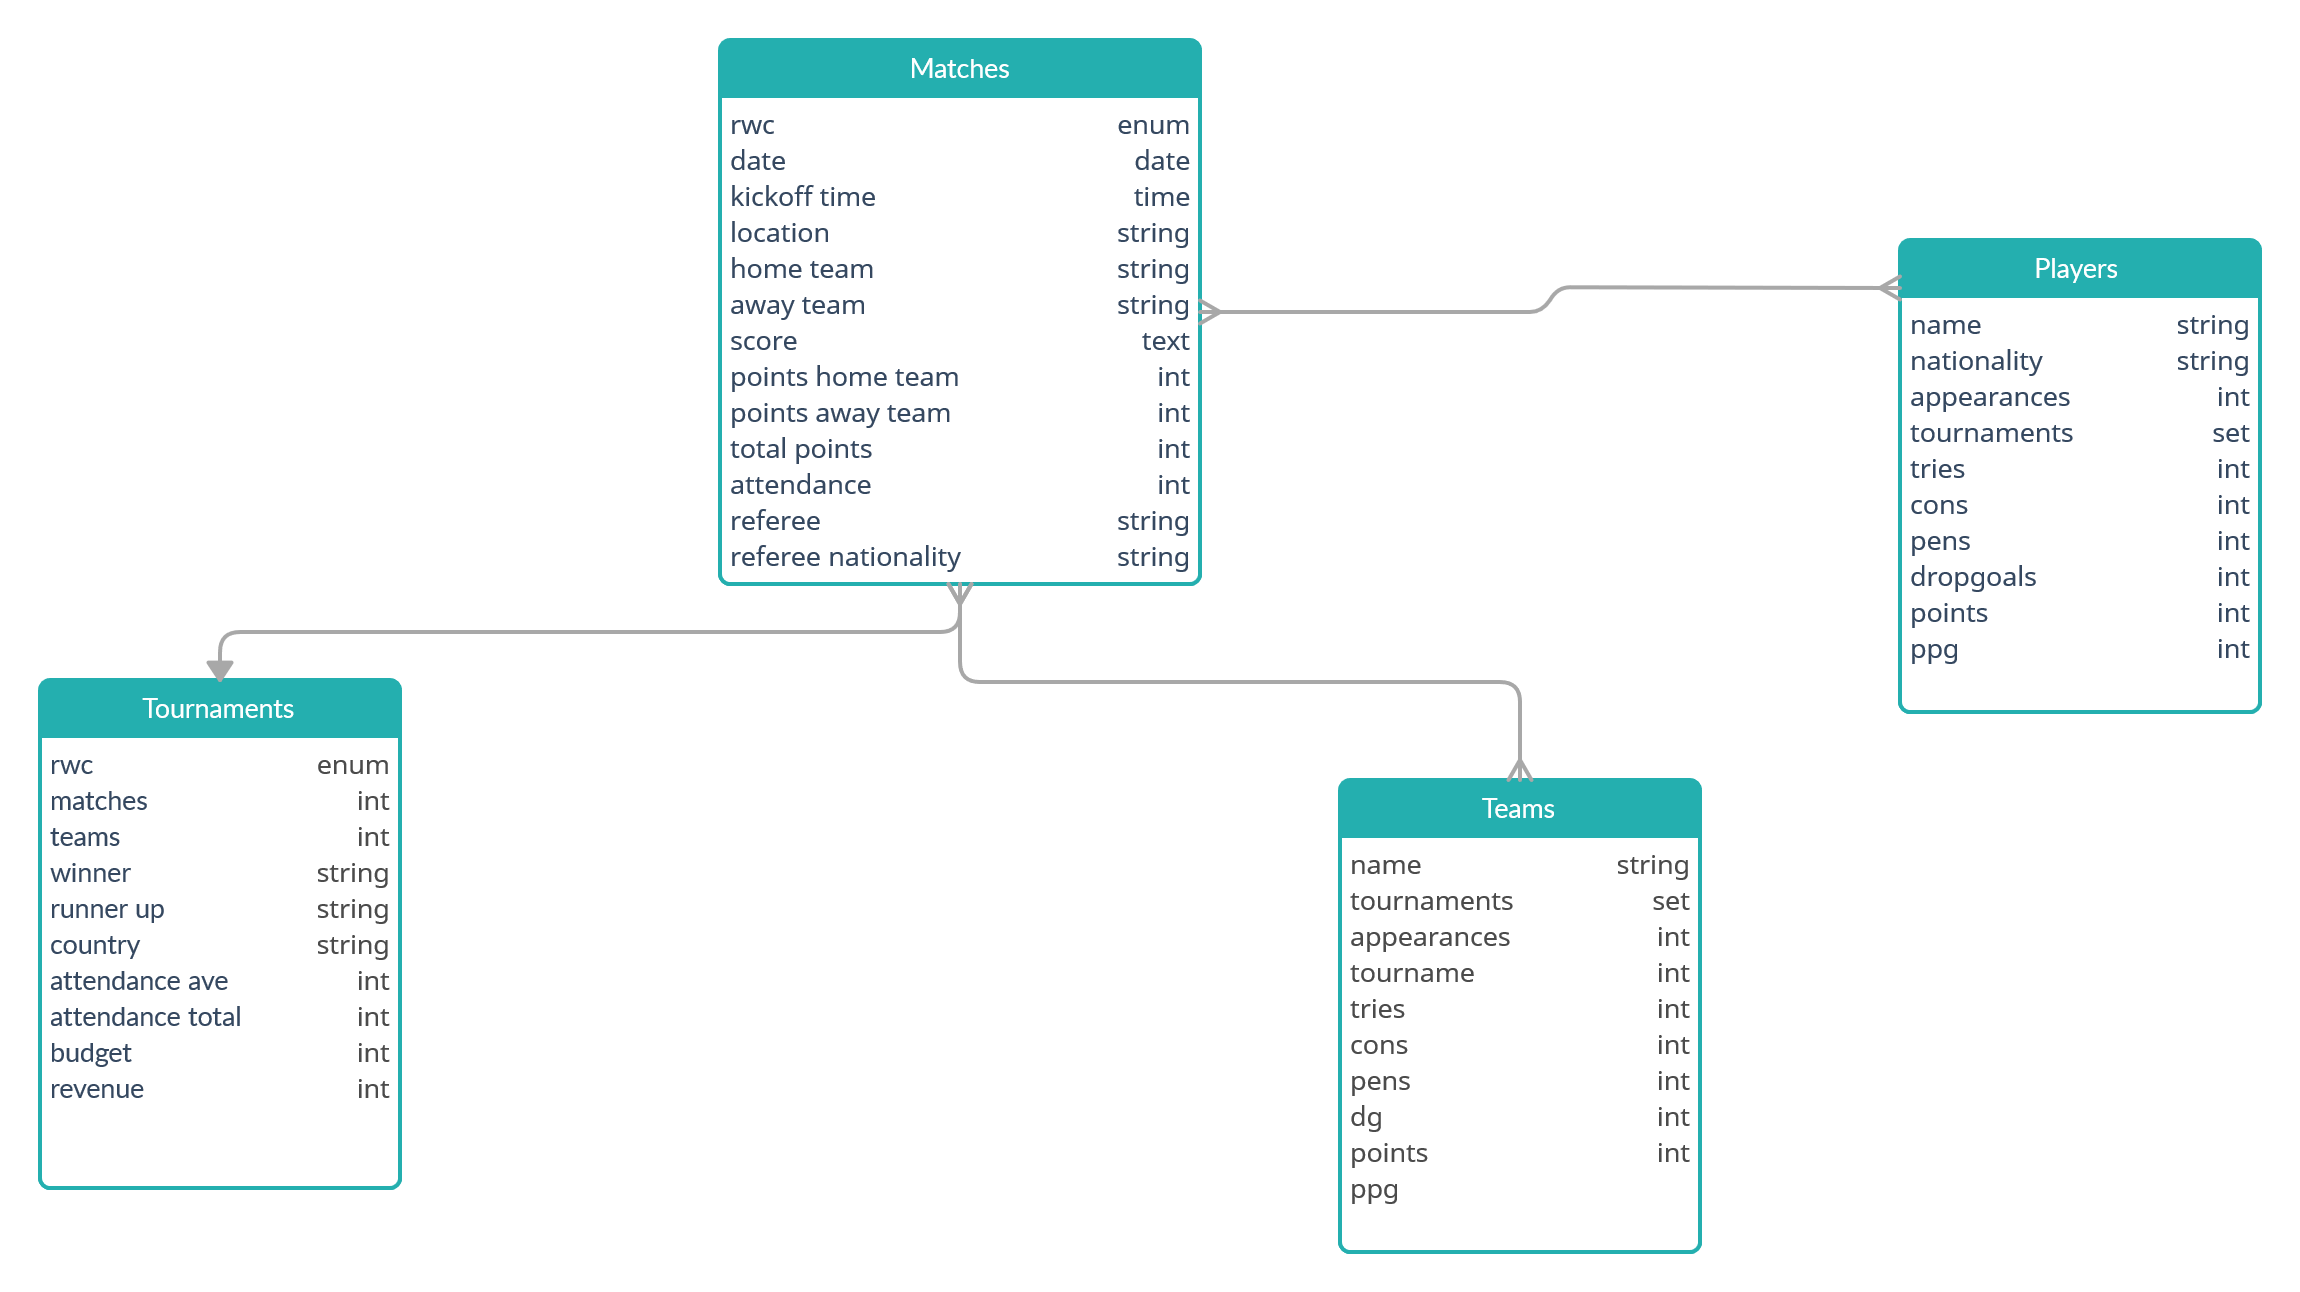 Matches
rwc enum
date date
kickoff time time
location string
home team string
away team string
score text
points home team int
points away team int
total points int
attendance int
referee string
referee nationality string
Players
name string
nationality string
appearances int
tournaments set
tries int
cons int
pens int
dropgoals int
points int
ppg int
Tournaments
rwc enum
matches int
teams int
winner string
runner up string
country string
attendance ave int
attendance total int
budget int
revenue int
Teams
name string
tournaments set
appearances int
tourname int
tries int
cons int
pens int
dg int
points int
ppg